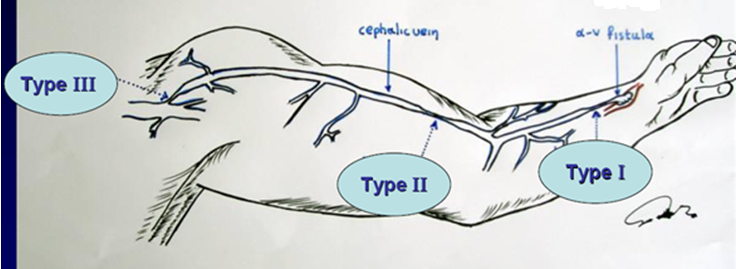 cephalic vein
α-v fistula
Type III
Type II
Type I